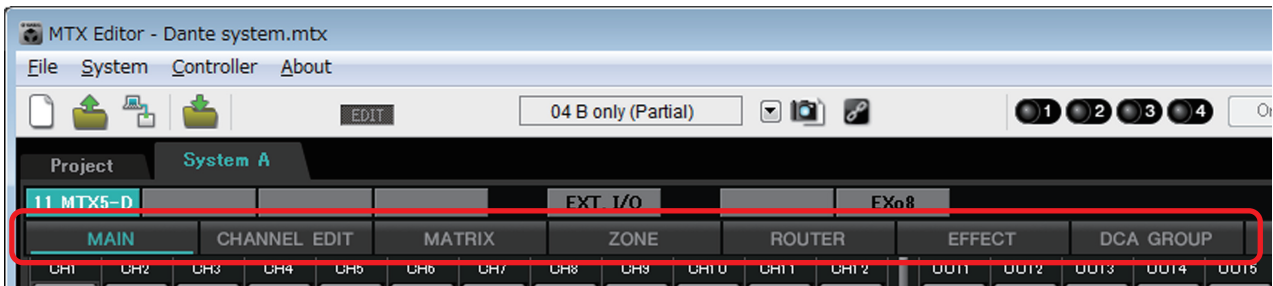 MTX Editor - Dante system.mtx
File System Controller About
EDIT 04 B only (Partial) 1 2 3 4
Project System A
11 MTX5-D EXT. I/O EXo8
MAIN CHANNEL EDIT MATRIX ZONE ROUTER EFFECT DCA GROUP
CH1 CH2 CH3 CH4 CH5 CH6 CH7 CH8 CH9 CH10 CH11 CH12 OUT1 OUT2 OUT3 OUT4 OUT5